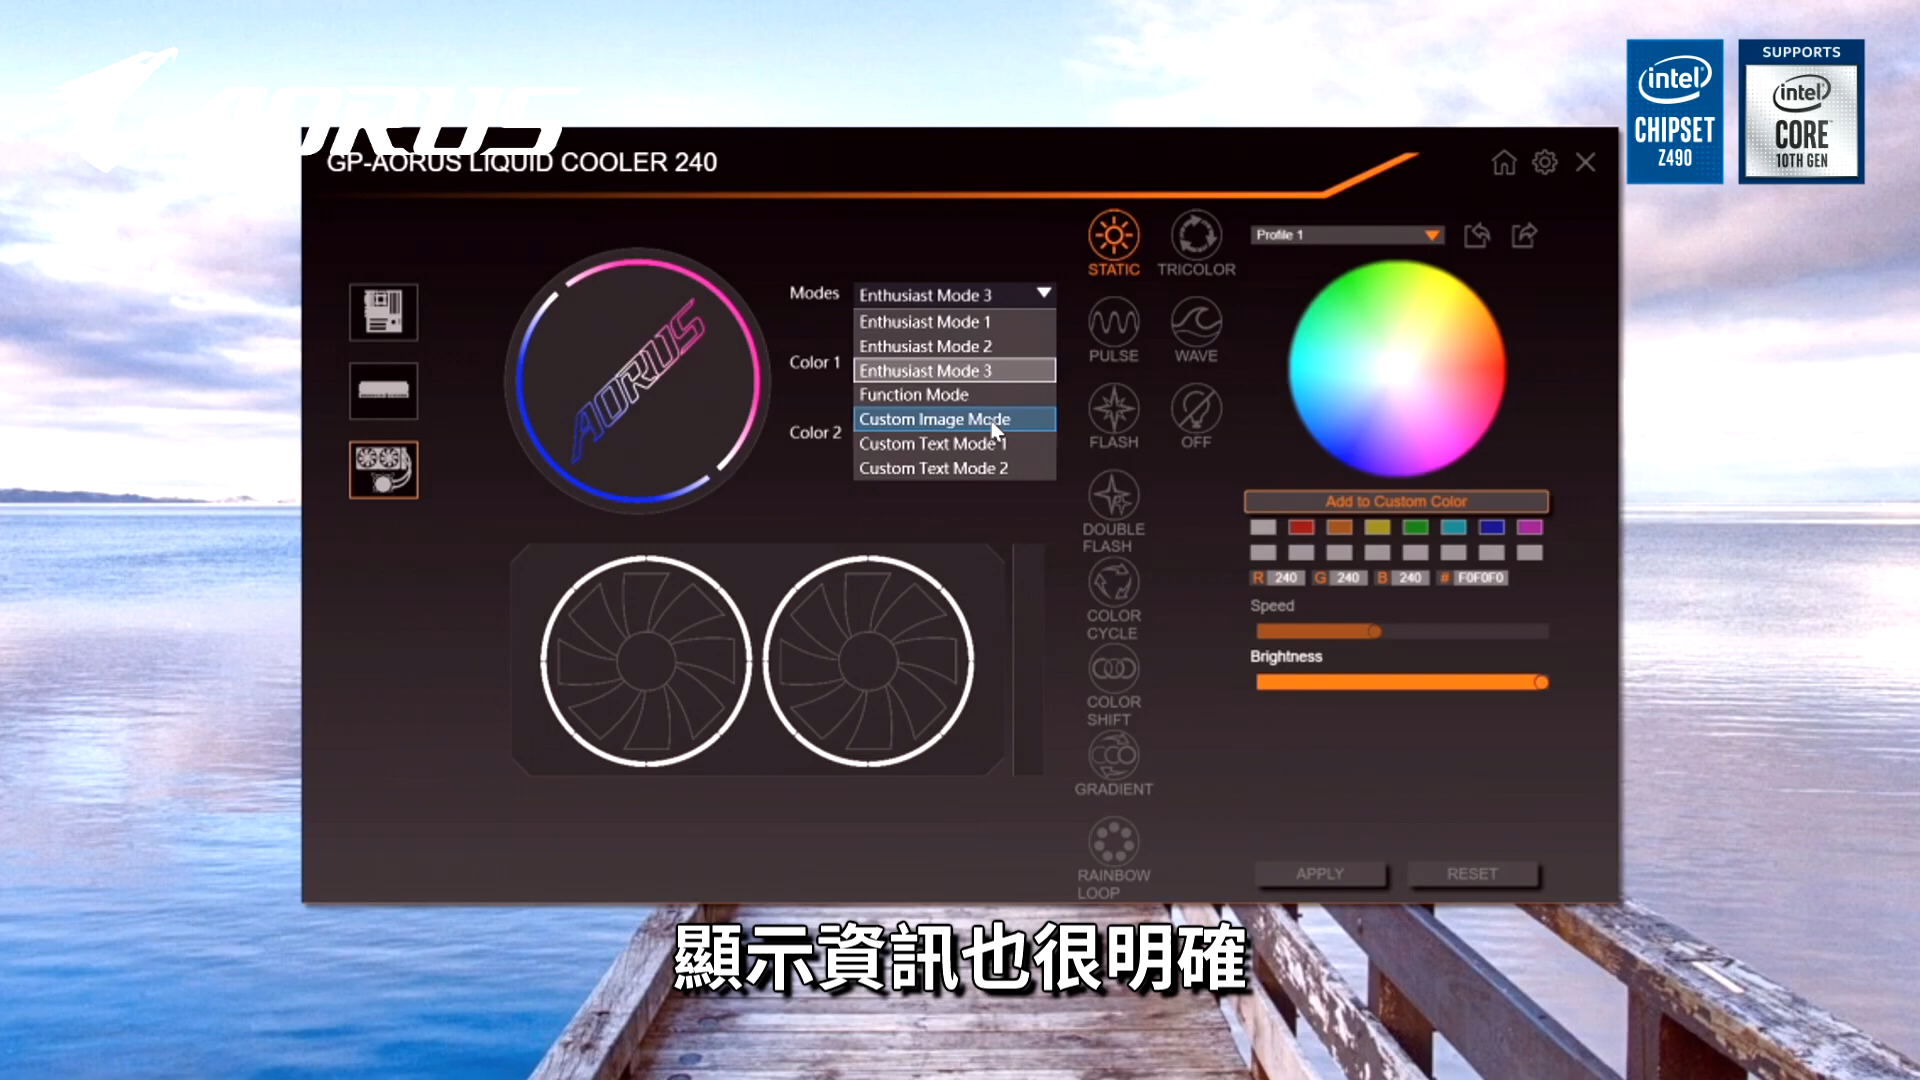 AORUS
intel
CHIPSET
Z490
SUPPORTS
intel
CORE
10TH GEN
GP-AORUS LIQUID COOLER 240
AORUS
Modes
Enthusiast Mode 3
Enthusiast Mode 1
Enthusiast Mode 2
Enthusiast Mode 3
Function Mode
Custom Image Mode
Custom Text Mode 1
Custom Text Mode 2
Color 1
Color 2
STATIC
TRICOLOR
PULSE
WAVE
FLASH
OFF
DOUBLE
FLASH
COLOR
CYCLE
COLOR
SHIFT
GRADIENT
RAINBOW
LOOP
Profile 1
Add to Custom Color
R 240 G 240 B 240 # F0F0F0
Speed
Brightness
APPLY
RESET
顯示資訊也很明確